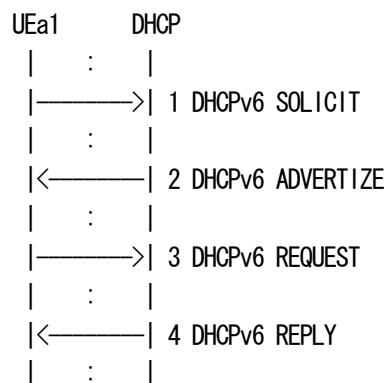 UEa1 DHCP
| : |
|--------->| 1 DHCPv6 SOLICIT
| : |
|<---------| 2 DHCPv6 ADVERTIZE
| : |
|--------->| 3 DHCPv6 REQUEST
| : |
|<---------| 4 DHCPv6 REPLY
| : |